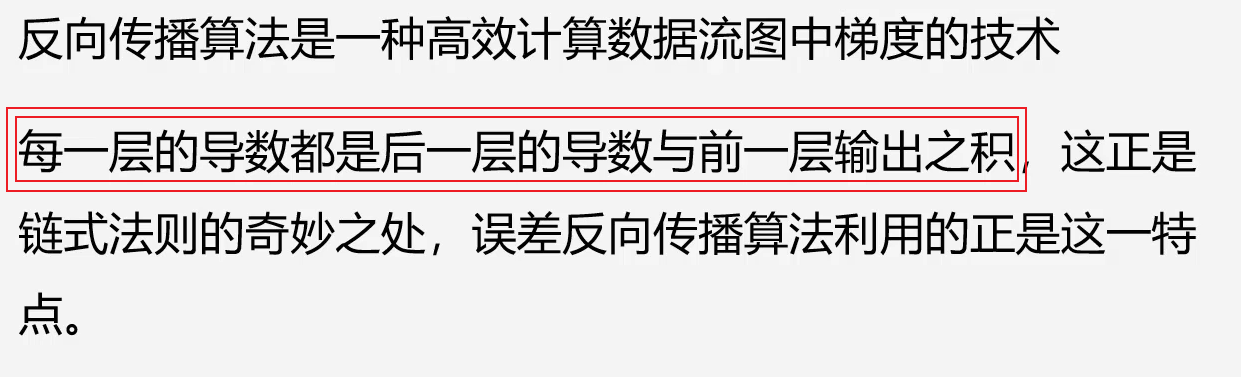 反向传播算法是一种高效计算数据流图中梯度的技术
每一层的导数都是后一层的导数与前一层输出之积，这正是
链式法则的奇妙之处，误差反向传播算法利用的正是这一特
点。